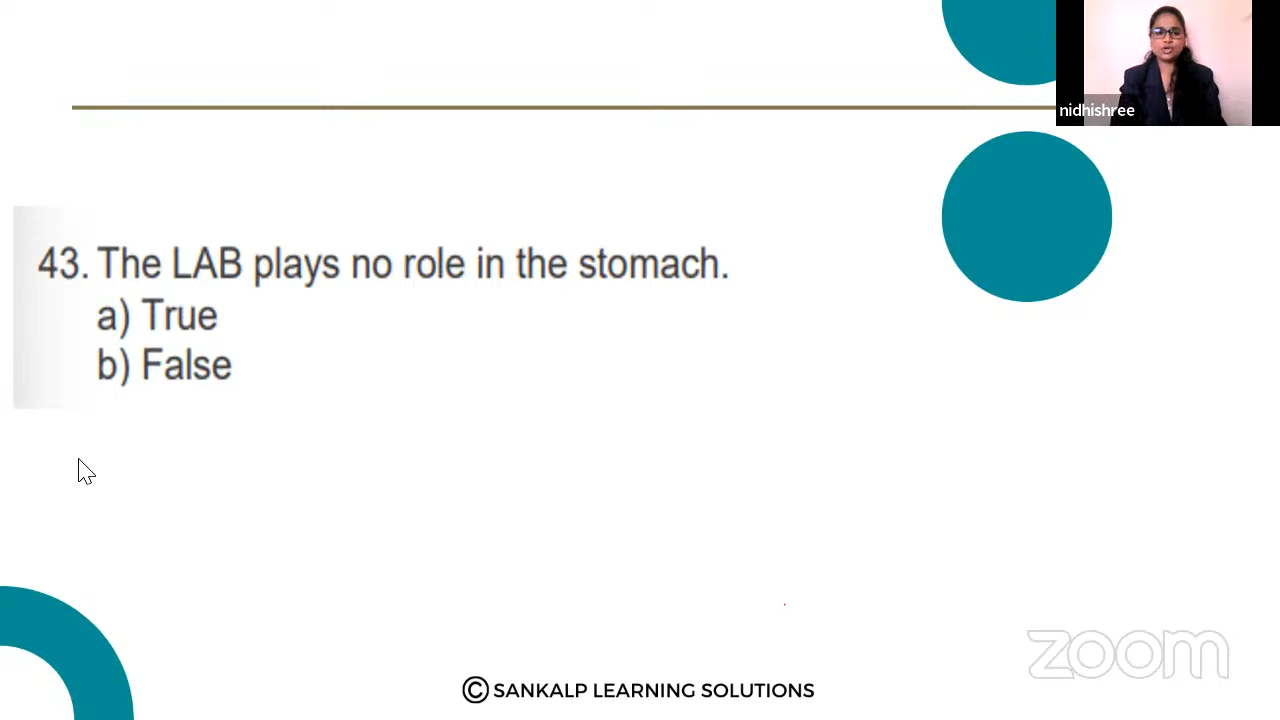 nidhishree
43. The LAB plays no role in the stomach.
a) True
b) False
zoom
© SANKALP LEARNING SOLUTIONS